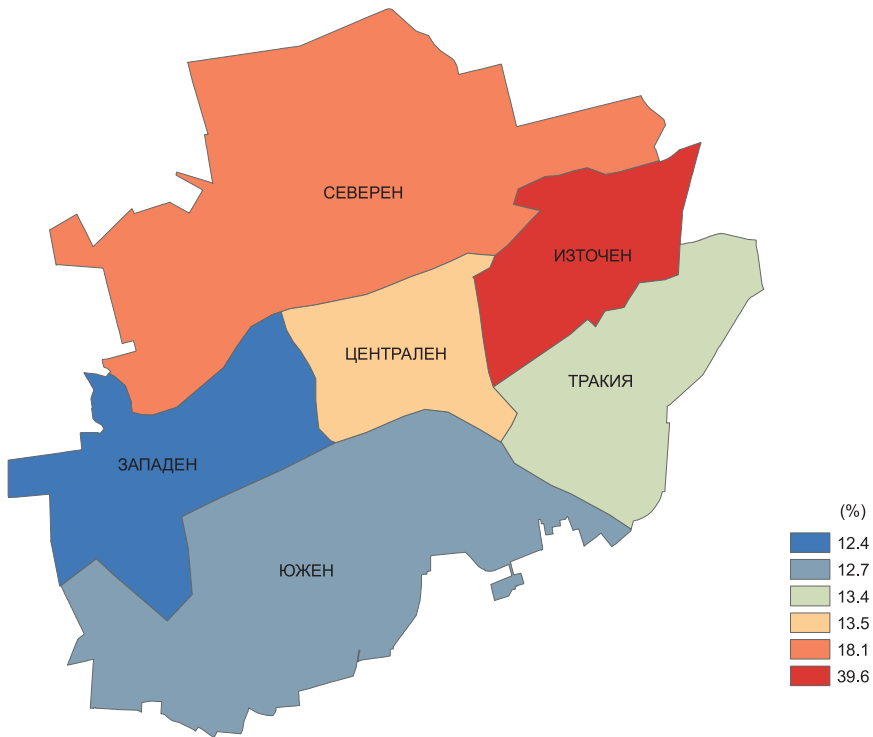 СЕВЕРЕН
ИЗТОЧЕН
ЦЕНТРАЛЕН
ТРАКИЯ
ЗАПАДЕН
ЮЖЕН
(%)
12.4
12.7
13.4
13.5
18.1
39.6